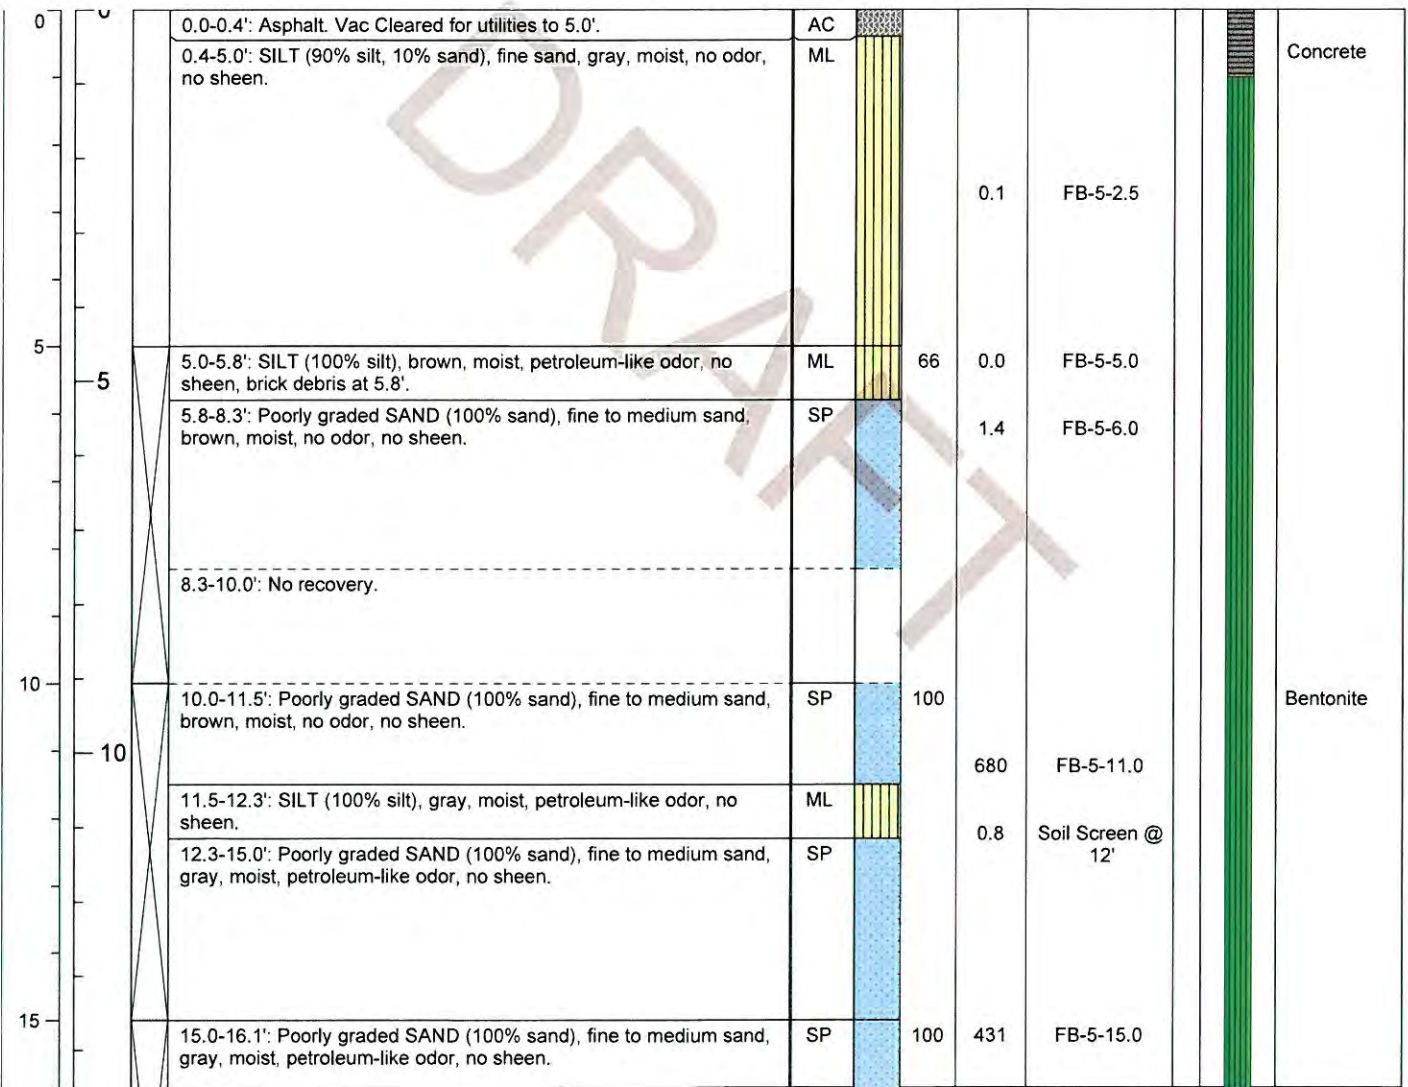 0
0
0.0-0.4': Asphalt. Vac Cleared for utilities to 5.0'.
AC
0.4-5.0': SILT (90% silt, 10% sand), fine sand, gray, moist, no odor,
no sheen.
ML
Concrete
0.1
FB-5-2.5
5
5
5.0-5.8': SILT (100% silt), brown, moist, petroleum-like odor, no
sheen, brick debris at 5.8'.
ML
66
0.0
FB-5-5.0
5.8-8.3': Poorly graded SAND (100% sand), fine to medium sand,
brown, moist, no odor, no sheen.
SP
1.4
FB-5-6.0
8.3-10.0': No recovery.
10
10.0-11.5': Poorly graded SAND (100% sand), fine to medium sand,
brown, moist, no odor, no sheen.
SP
100
Bentonite
10
680
FB-5-11.0
11.5-12.3': SILT (100% silt), gray, moist, petroleum-like odor, no
sheen.
ML
0.8
Soil Screen @
12'
12.3-15.0': Poorly graded SAND (100% sand), fine to medium sand,
gray, moist, petroleum-like odor, no sheen.
SP
15
15.0-16.1': Poorly graded SAND (100% sand), fine to medium sand,
gray, moist, petroleum-like odor, no sheen.
SP
100
431
FB-5-15.0
DRAFT